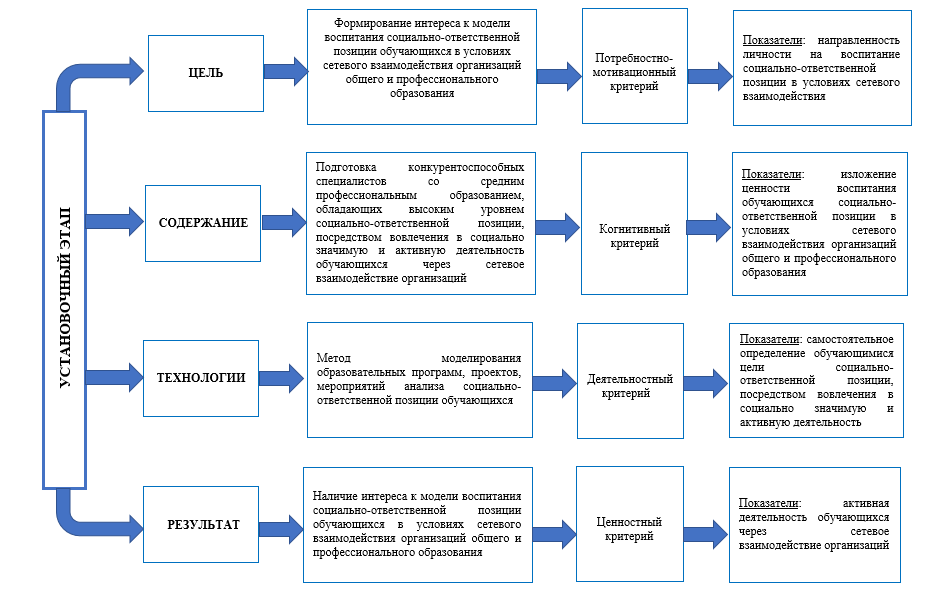 УСТАНОВОЧНЫЙ ЭТАП
ЦЕЛЬ
Формирование интереса к модели
воспитания социально-ответственной
позиции обучающихся в условиях
сетевого взаимодействия организаций
общего и профессионального
образования
Потребностно-
мотивационный
критерий
Показатели: направленность
личности на воспитание
социально-ответственной
позиции в условиях сетевого
взаимодействия
СОДЕРЖАНИЕ
Подготовка конкурентоспособных
специалистов со средним
профессиональным образованием,
обладающих высоким уровнем
социально-ответственной позиции,
посредством вовлечения в социально
значимую и активную деятельность
обучающихся через сетевое
взаимодействие организаций
Когнитивный
критерий
Показатели: изложение
ценности воспитания
обучающихся социально-
ответственной позиции в
условиях сетевого
взаимодействия организаций
общего и профессионального
образования
ТЕХНОЛОГИИ
Метод моделирования
образовательных программ, проектов,
мероприятий анализа социально-
ответственной позиции обучающихся
Деятельностный
критерий
Показатели: самостоятельное
определение обучающимися
цели социально-
ответственной позиции,
посредством вовлечения в
социально значимую и
активную деятельность
РЕЗУЛЬТАТ
Наличие интереса к модели воспитания
социально-ответственной позиции
обучающихся в условиях сетевого
взаимодействия организаций общего и
и профессионального образования
Ценностный
критерий
Показатели: активная
деятельность обучающихся
через сетевое
взаимодействие организаций